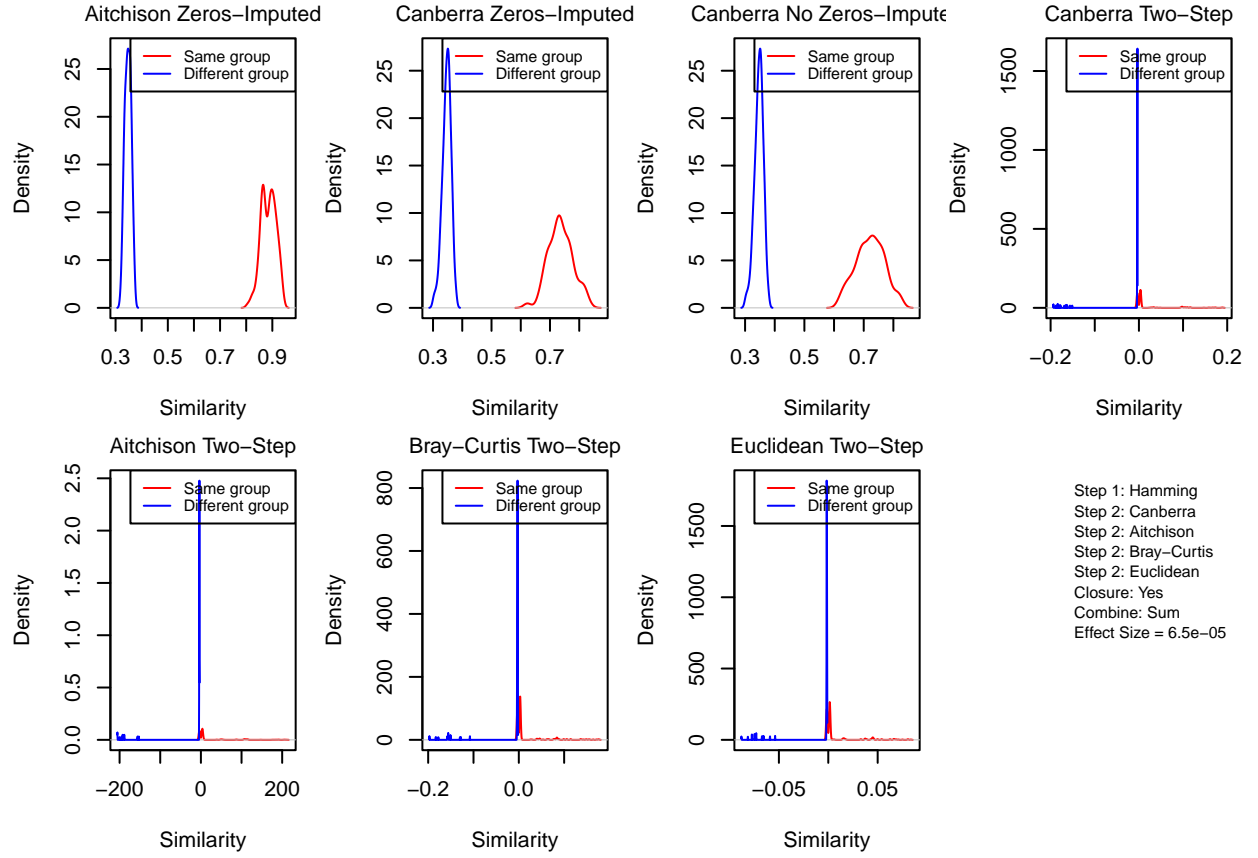 Aitchison Zeros−Imputed
Same group
Different group
Density
0
5
10
15
20
25
0.3
0.5
0.7
0.9
Similarity
Canberra Zeros−Imputed
Same group
Different group
Density
0
5
10
15
20
25
0.3
0.7
Similarity
Canberra No Zeros−Impute
Same group
Different group
Density
0
5
10
15
20
25
0.3
0.7
Similarity
Canberra Two−Step
Same group
Different group
Density
0
500
1000
1500
−0.2
0.0
0.2
Similarity
Aitchison Two−Step
Same group
Different group
Density
0.0
0.5
1.0
1.5
2.0
2.5
−200
0
200
Similarity
Bray−Curtis Two−Step
Same group
Different group
Density
0
200
400
600
800
−0.2
0.0
Similarity
Euclidean Two−Step
Same group
Different group
Density
0
500
1000
1500
−0.05
0.05
Similarity
Step 1: Hamming
Step 2: Canberra
Step 2: Aitchison
Step 2: Bray−Curtis
Step 2: Euclidean
Closure: Yes
Combine: Sum
Effect Size = 6.5e−05